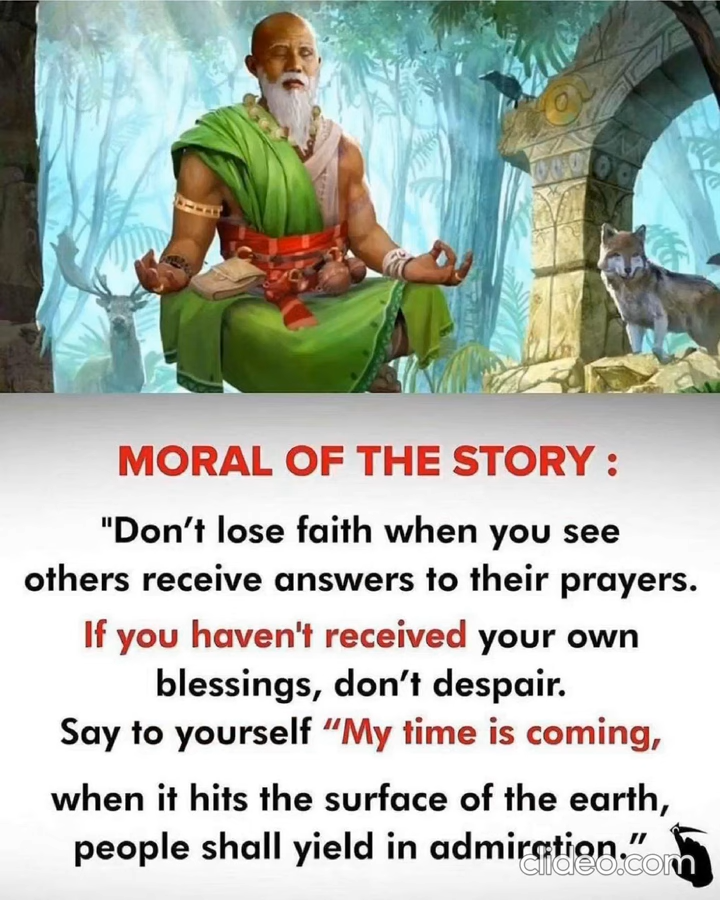 MORAL OF THE STORY :
"Don't lose faith when you see
others receive answers to their prayers.
If you haven't received your own
blessings, don't despair.
Say to yourself “My time is coming,
when it hits the surface of the earth,
people shall yield in admiration.”
clideo.com